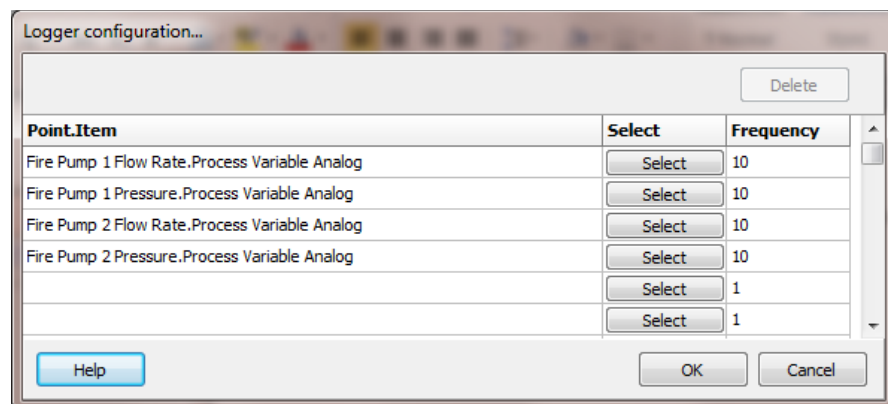 Logger configuration...
Delete
Point.Item Select Frequency
Fire Pump 1 Flow Rate.Process Variable Analog Select 10
Fire Pump 1 Pressure.Process Variable Analog Select 10
Fire Pump 2 Flow Rate.Process Variable Analog Select 10
Fire Pump 2 Pressure.Process Variable Analog Select 10
Select 1
Select 1
Help OK Cancel